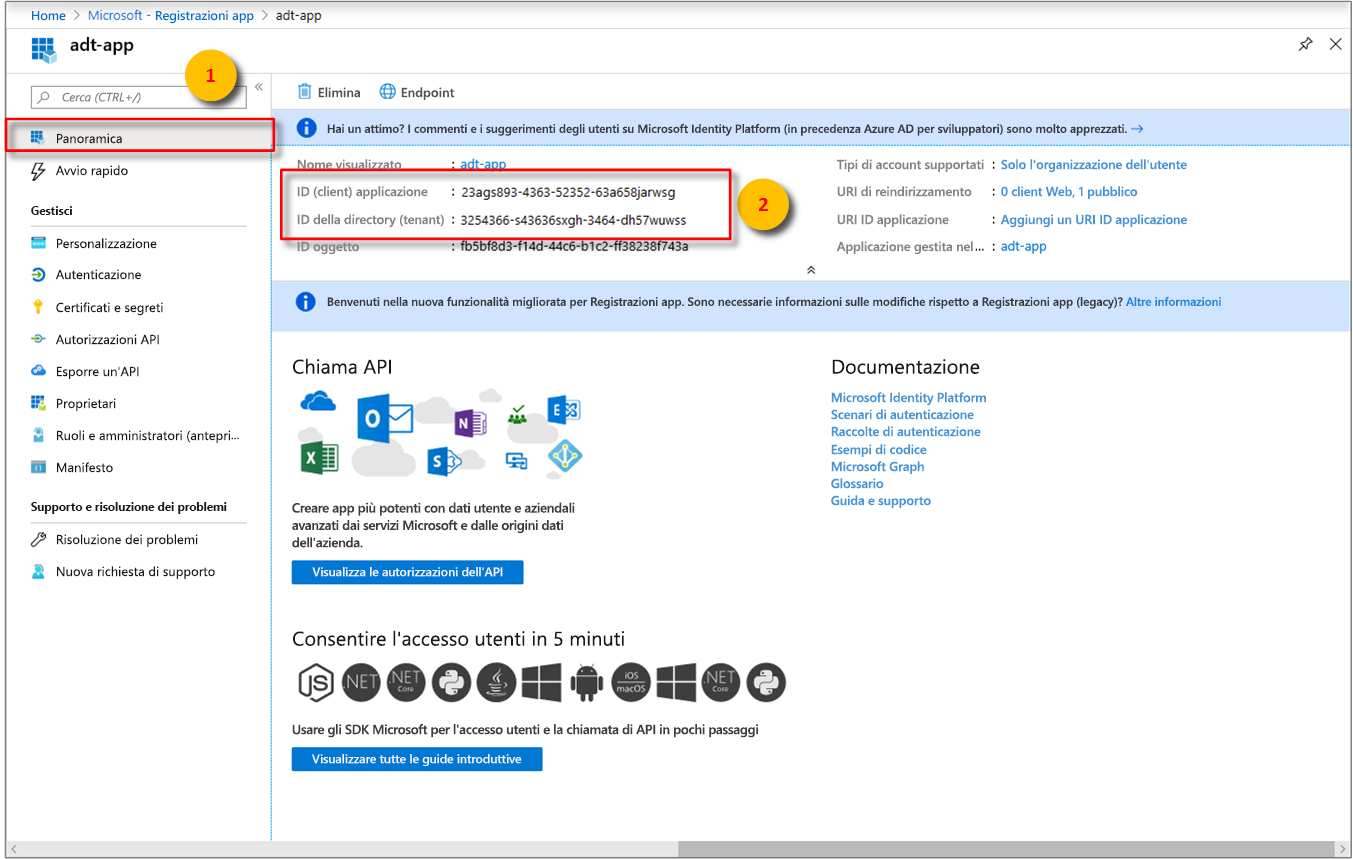 Home > Microsoft - Registrazioni app > adt-app
adt-app
1
Cerca (CTRL+/)
«
Panoramica
Avvio rapido
Gestisci
Personalizzazione
Autenticazione
Certificati e segreti
Autorizzazioni API
Esporre un'API
Proprietari
Ruoli e amministratori (antepri...
Manifesto
Supporto e risoluzione dei problemi
Risoluzione dei problemi
Nuova richiesta di supporto
Elimina Endpoint
Hai un attimo? I commenti e i suggerimenti degli utenti su Microsoft Identity Platform (in precedenza Azure AD per sviluppatori) sono molto apprezzati. →
Nome visualizzato : adt-app
ID (client) applicazione : 23ags893-4363-52352-63a658jarwsg
ID della directory (tenant) : 3254366-s43636sxgh-3464-dh57wuwss
ID oggetto : fb5bf8d3-f14d-44c6-b1c2-ff38238f743a
2
Tipi di account supportati : Solo l'organizzazione dell'utente
URI di reindirizzamento : 0 client Web, 1 pubblico
URI ID applicazione : Aggiungi un URI ID applicazione
Applicazione gestita nel... : adt-app
Benvenuti nella nuova funzionalità migliorata per Registrazioni app. Sono necessarie informazioni sulle modifiche rispetto a Registrazioni app (legacy)? Altre informazioni
Chiama API
O
N
E
X
S
Creare app più potenti con dati utente e aziendali
avanzati dai servizi Microsoft e dalle origini dati
dell'azienda.
Visualizza le autorizzazioni dell'API
Documentazione
Microsoft Identity Platform
Scenari di autenticazione
Raccolte di autenticazione
Esempi di codice
Microsoft Graph
Glossario
Guida e supporto
Consentire l'accesso utenti in 5 minuti
JS .NET .NET Core iOS macOS .NET Core
Usare gli SDK Microsoft per l'accesso utenti e la chiamata di API in pochi passaggi
Visualizzare tutte le guide introduttive